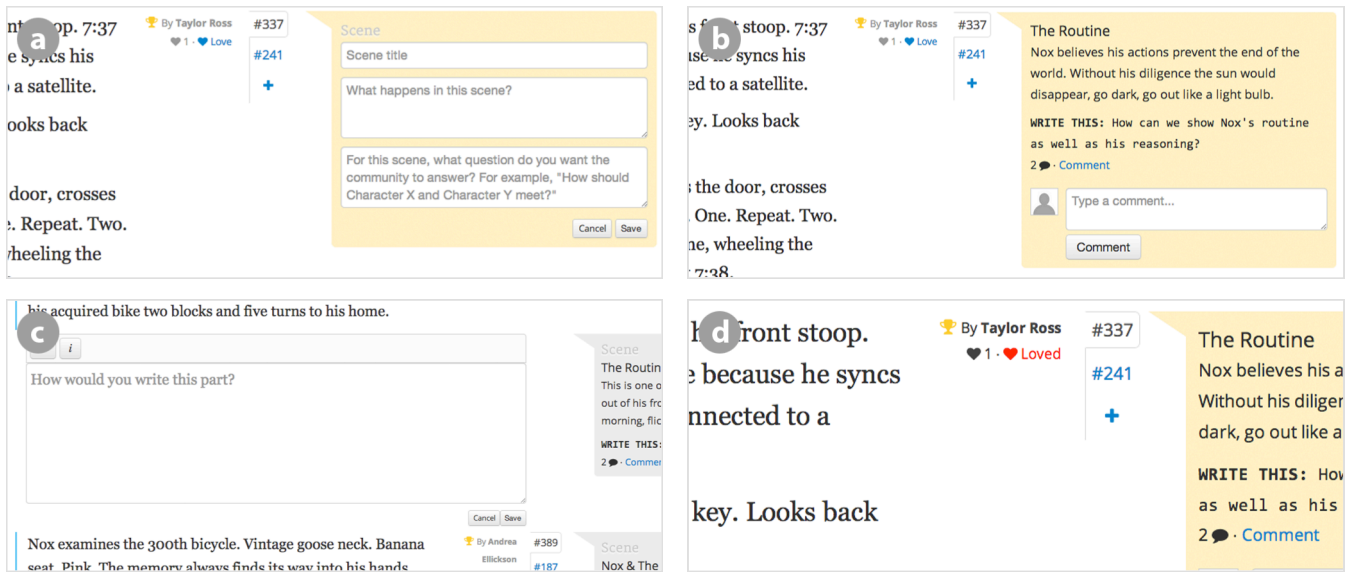 a
nt stoop. 7:37
e syncs his
a satellite.
ooks back
door, crosses
. Repeat. Two.
wheeling the
By Taylor Ross
1 · Love
#337
#241
+
Scene
Scene title
What happens in this scene?
For this scene, what question do you want the
community to answer? For example, "How should
Character X and Character Y meet?"
Cancel Save
b
stoop. 7:37
use he syncs his
ed to a satellite.
ey. Looks back
s the door, crosses
. One. Repeat. Two.
ne, wheeling the
7:38.
By Taylor Ross
1 · Love
#337
#241
+
The Routine
Nox believes his actions prevent the end of the
world. Without his diligence the sun would
disappear, go dark, go out like a light bulb.
WRITE THIS: How can we show Nox's routine
as well as his reasoning?
2 · Comment
Type a comment...
Comment
c
his acquired bike two blocks and five turns to his home.
i
How would you write this part?
Cancel Save
Scene
The Routin
This is one o
out of his fro
morning, flic
WRITE THIS:
2 · Commen
Nox examines the 300th bicycle. Vintage goose neck. Banana
seat. Pink. The memory always finds its way into his hands
By Andrea
Ellickson
#389
#187
Scene
Nox & The
d
front stoop.
e because he syncs
nnected to a
key. Looks back
By Taylor Ross
1 · Loved
#337
#241
+
The Routine
Nox believes his a
Without his diliger
dark, go out like a
WRITE THIS: How
as well as his
2 · Comment